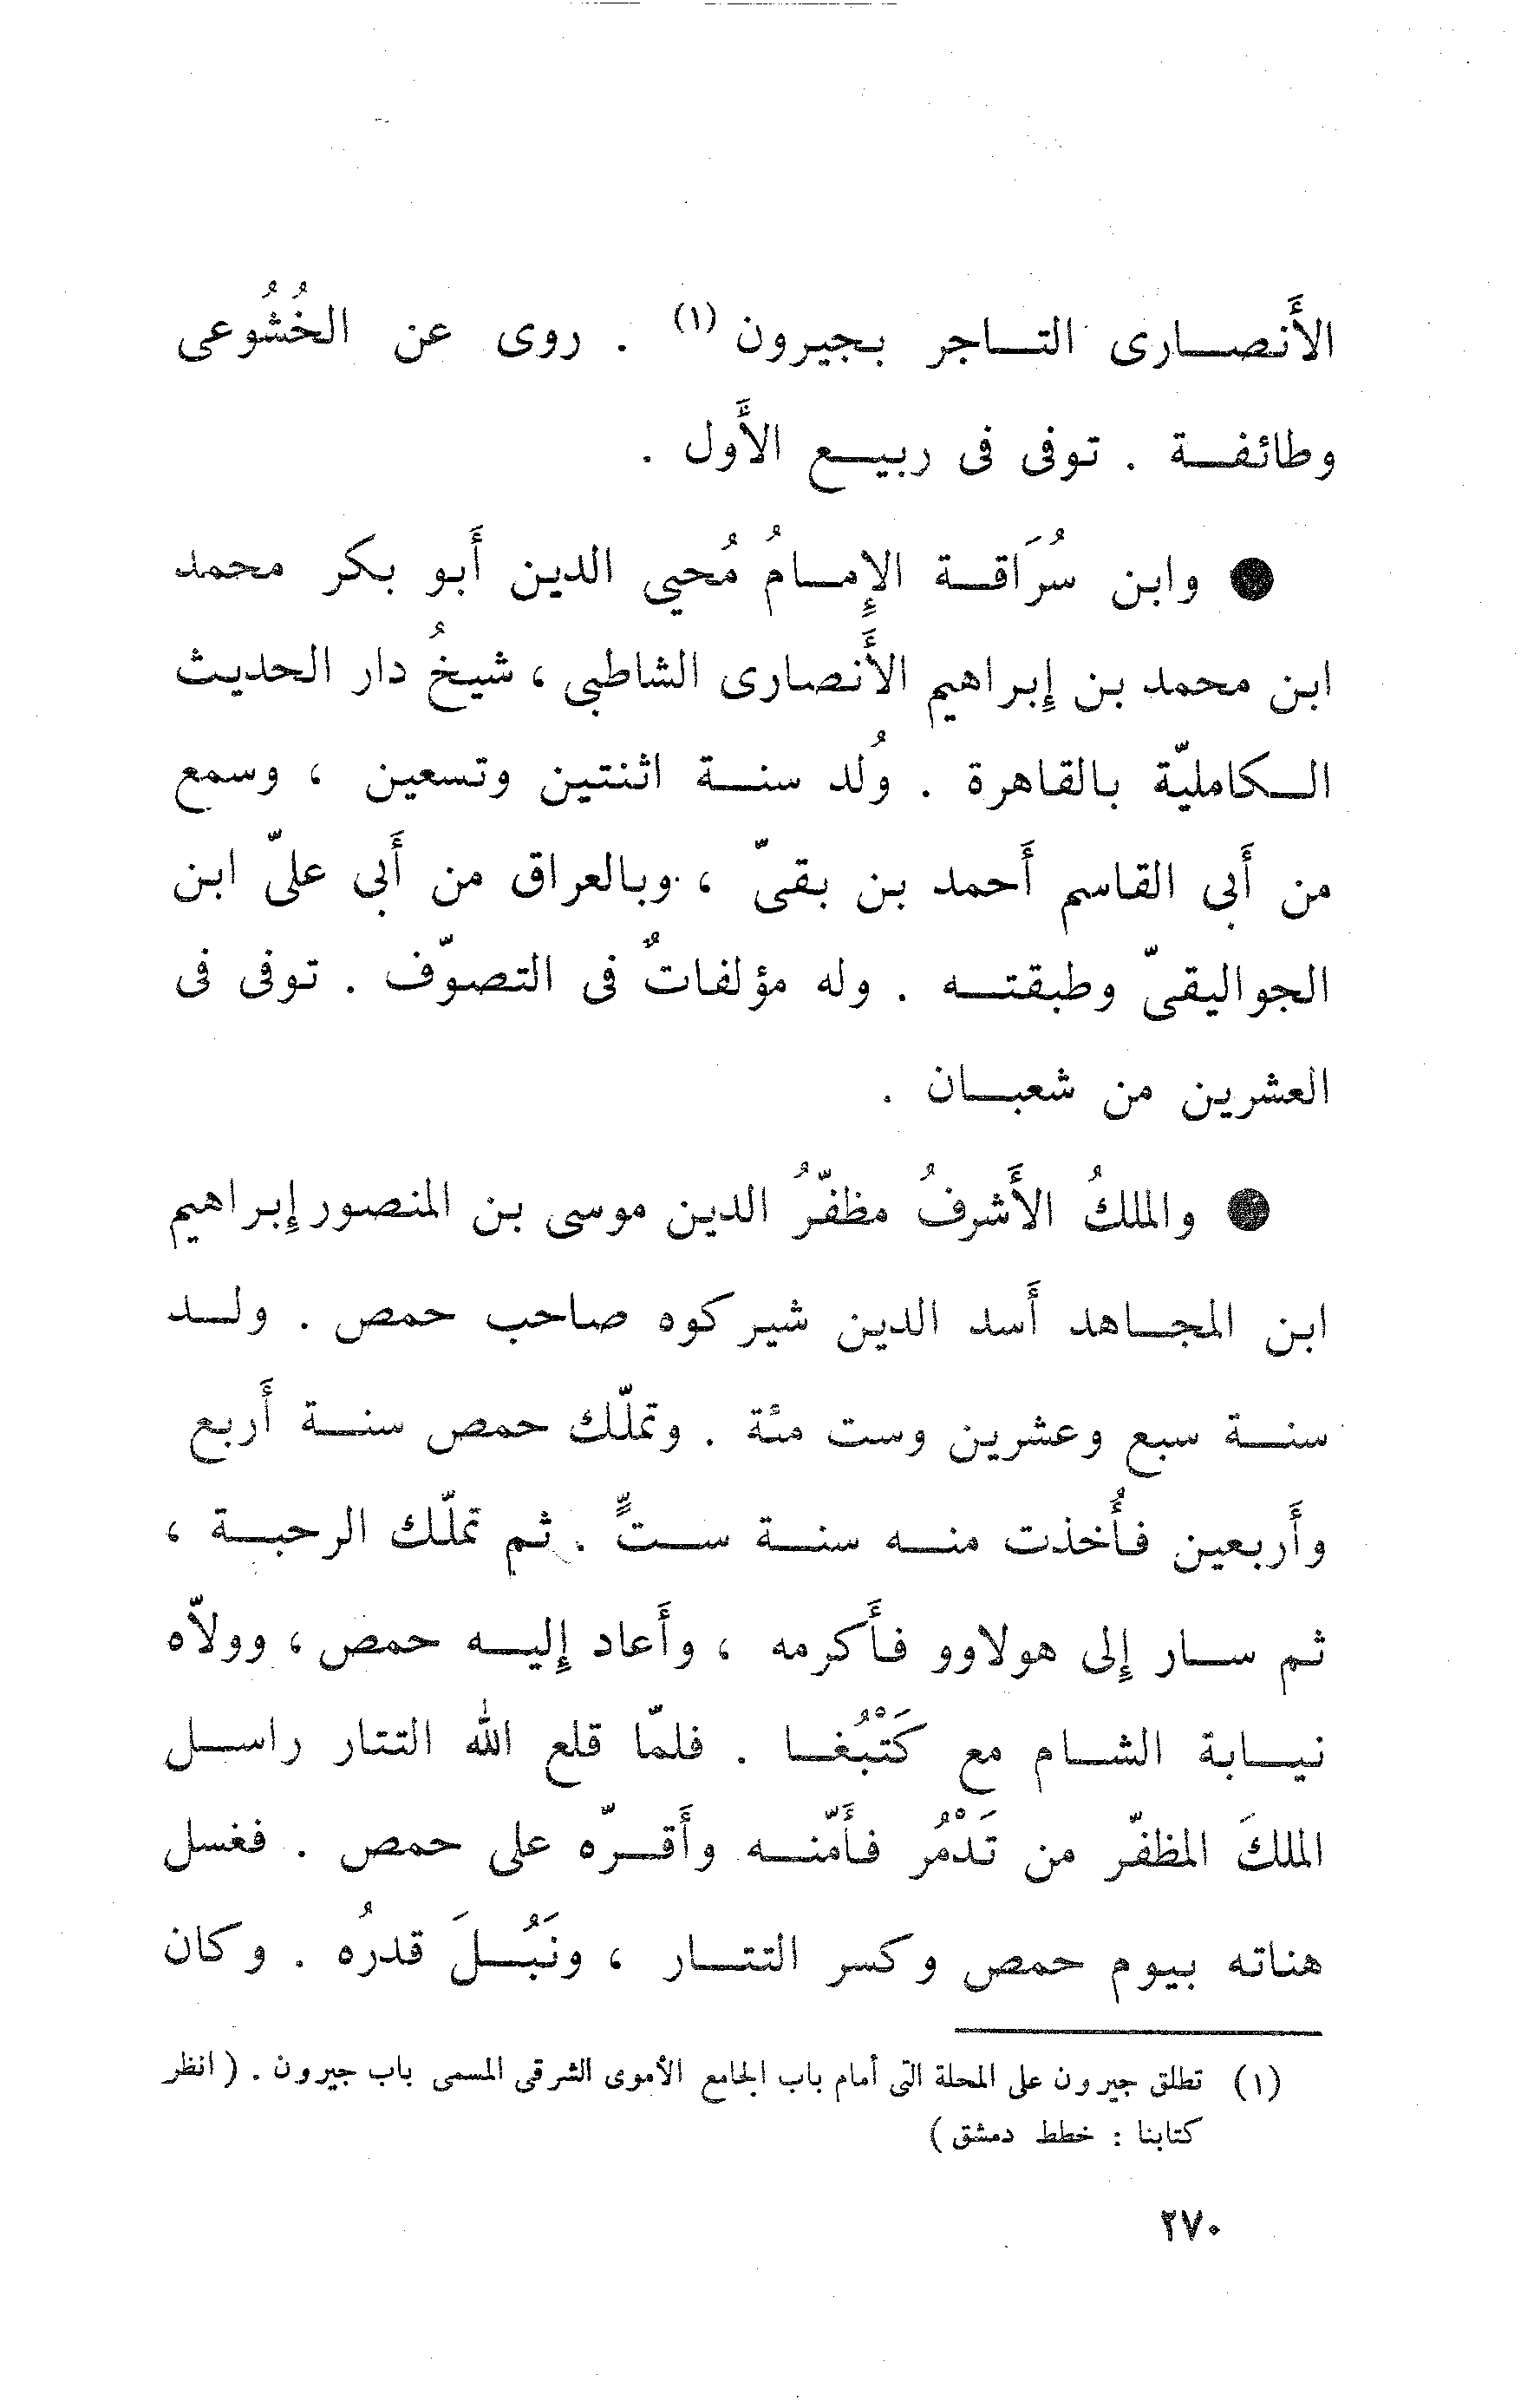 الأَنصارى التاجر بجيرون (١) . روى عن الخُشُوعى
وطائفة . توفى فى ربيع الأَول .
● وابن سُرَاقة الإِمامُ مُحيي الدين أَبو بكر محمد
ابن محمد بن إِبراهيم الأَنصارى الشاطبى ، شيخُ دار الحديث
الكامليّة بالقاهرة . وُلد سنة اثنتين وتسعين ، وسمع
من أَبى القاسم أَحمد بن بقىّ ، وبالعراق من أَبي علىّ ابن
الجواليقىّ وطبقته . وله مؤلفاتٌ فى التصوّف . توفى فى
العشرين من شعبان .
● والملكُ الأَشرفُ مظفّرُ الدين موسى بن المنصور إِبراهيم
ابن المجاهد أَسد الدين شيركوه صاحب حمص . ولد
سنة سبع وعشرين وست مئة . وتملّك حمص سنة أَربع
وأَربعين فأُخذت منه سنة ستٍّ . ثم تملّك الرحبة ،
ثم سار إِلى هولاوو فأَكرمه ، وأَعاد إِليه حمص ، وولاّه
نيابة الشام مع كَتْبُغا . فلمّا قلع الله التتار راسل
الملكَ المظفّر من تَدْمُر فأَمّنه وأَقرّه على حمص . فغسل
هناته بيوم حمص وكسر التتار ، ونَبُلَ قدرُه . وكان
(١) تطلق جيرون على المحلة التى أمام باب الجامع الأموى الشرقى المسمى باب جيرون . ( انظر
كتابنا : خطط دمشق )
٢٧٠